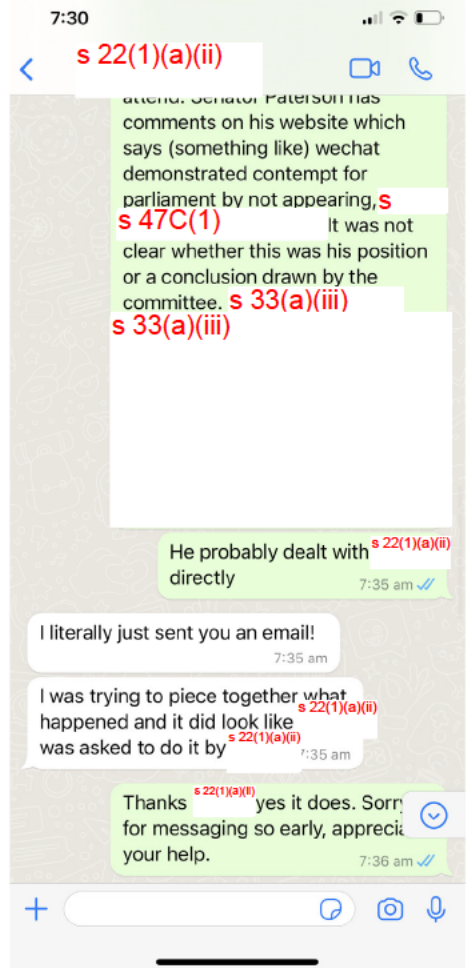 7:30
s 22(1)(a)(ii)
attend. Senator Paterson has
comments on his website which
says (something like) wechat
demonstrated contempt for
parliament by not appearing, s
s 47C(1) It was not
clear whether this was his position
or a conclusion drawn by the
committee. s 33(a)(iii)
s 33(a)(iii)
He probably dealt with s 22(1)(a)(ii)
directly
7:35 am
I literally just sent you an email!
7:35 am
I was trying to piece together what
happened and it did look like s 22(1)(a)(ii)
was asked to do it by s 22(1)(a)(ii)
7:35 am
Thanks s 22(1)(a)(ii) yes it does. Sorry
for messaging so early, apprecia
your help.
7:36 am